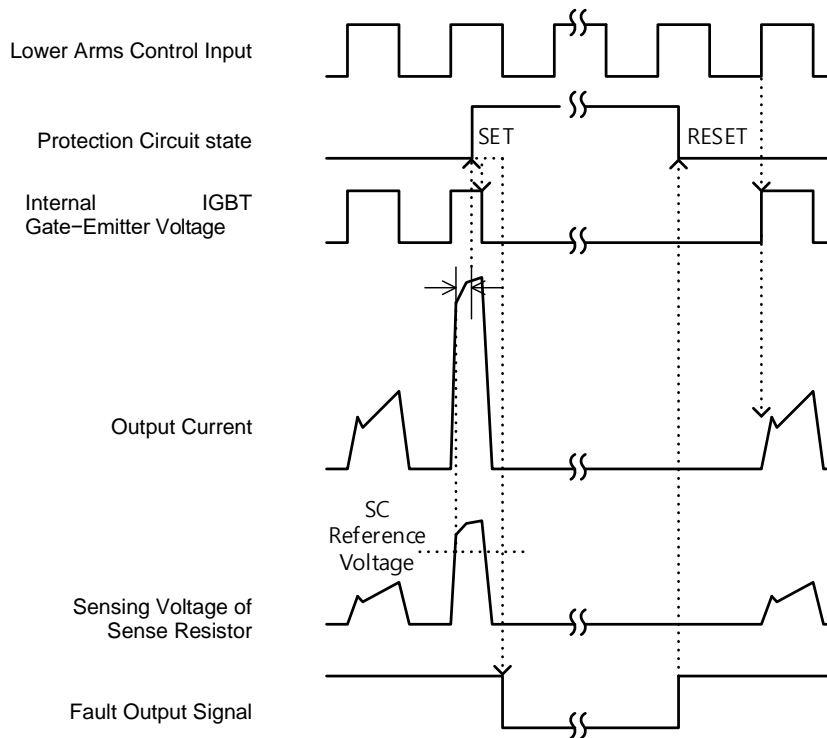 Lower Arms Control Input
Protection Circuit state
SET
RESET
Internal IGBT
Gate−Emitter Voltage
Output Current
SC
Reference
Voltage
Sensing Voltage of
Sense Resistor
Fault Output Signal